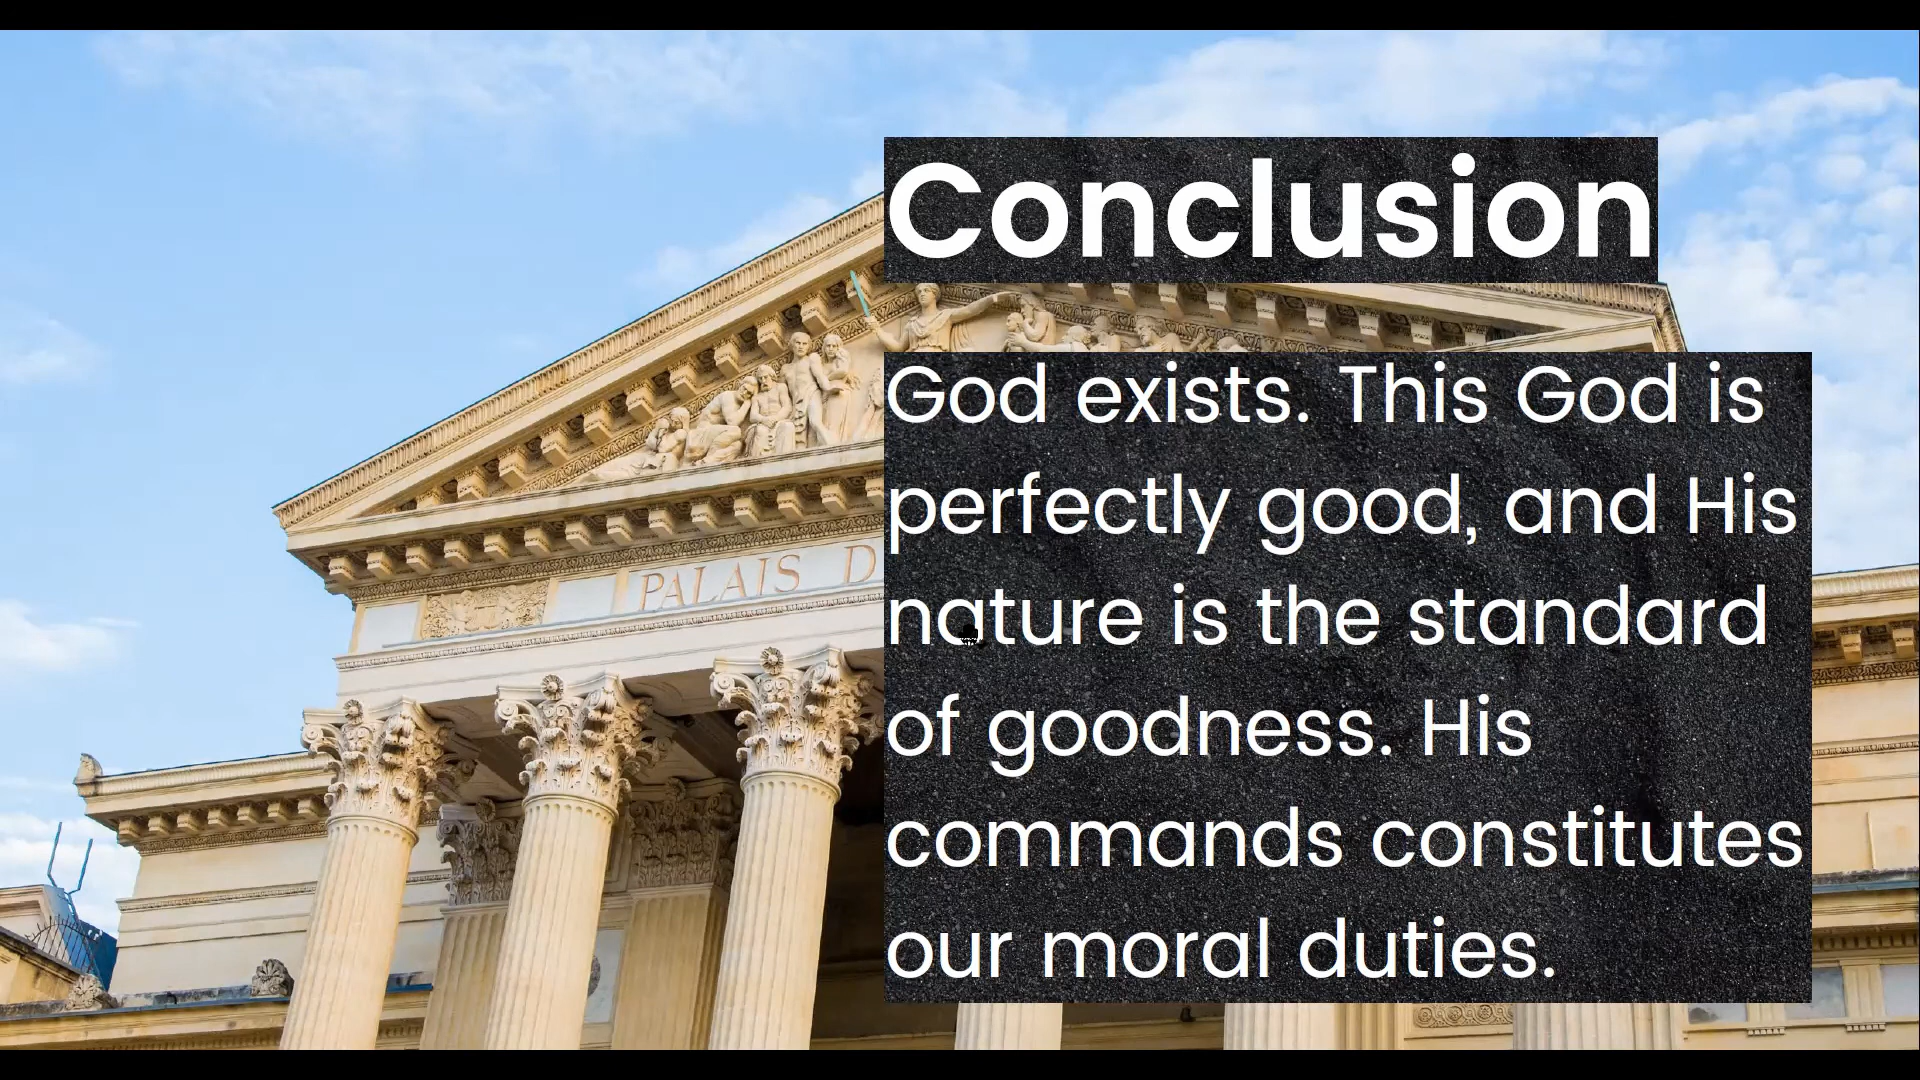 Conclusion
God exists. This God is
perfectly good, and His
nature is the standard
of goodness. His
commands constitutes
our moral duties.
PALAIS D